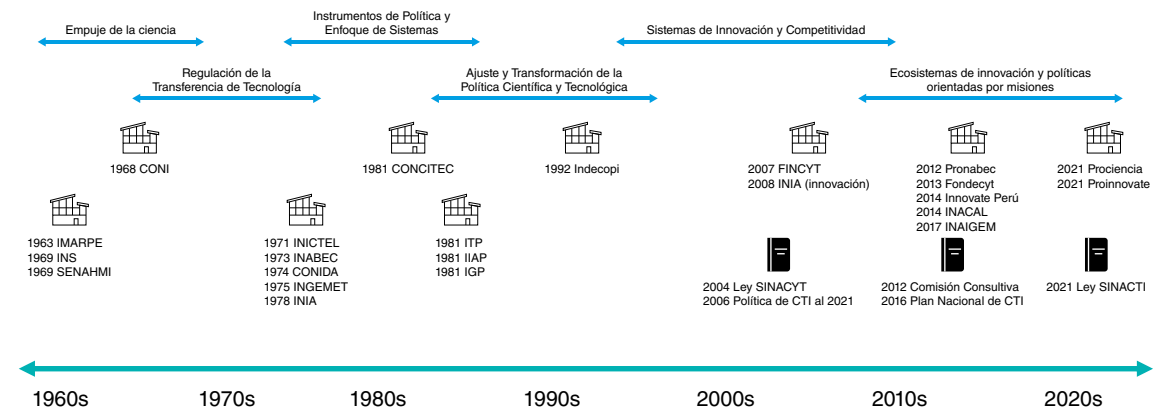 Empuje de la ciencia
Instrumentos de Política y
Enfoque de Sistemas
Sistemas de Innovación y Competitividad
Regulación de la
Transferencia de Tecnología
Ajuste y Transformación de la
Política Científica y Tecnológica
Ecosistemas de innovación y políticas
orientadas por misiones
1968 CONI
1981 CONCITEC
1992 Indecopi
2007 FINCYT
2008 INIA (innovación)
2012 Pronabec
2013 Fondecyt
2014 Innovate Perú
2014 INACAL
2017 INAIGEM
2021 Prociencia
2021 Proinnovate
1963 IMARPE
1969 INS
1969 SENAHMI
1971 INICTEL
1973 INABEC
1974 CONIDA
1975 INGEMET
1978 INIA
1981 ITP
1981 IIAP
1981 IGP
2004 Ley SINACYT
2006 Política de CTI al 2021
2012 Comisión Consultiva
2016 Plan Nacional de CTI
2021 Ley SINACTI
1960s
1970s
1980s
1990s
2000s
2010s
2020s